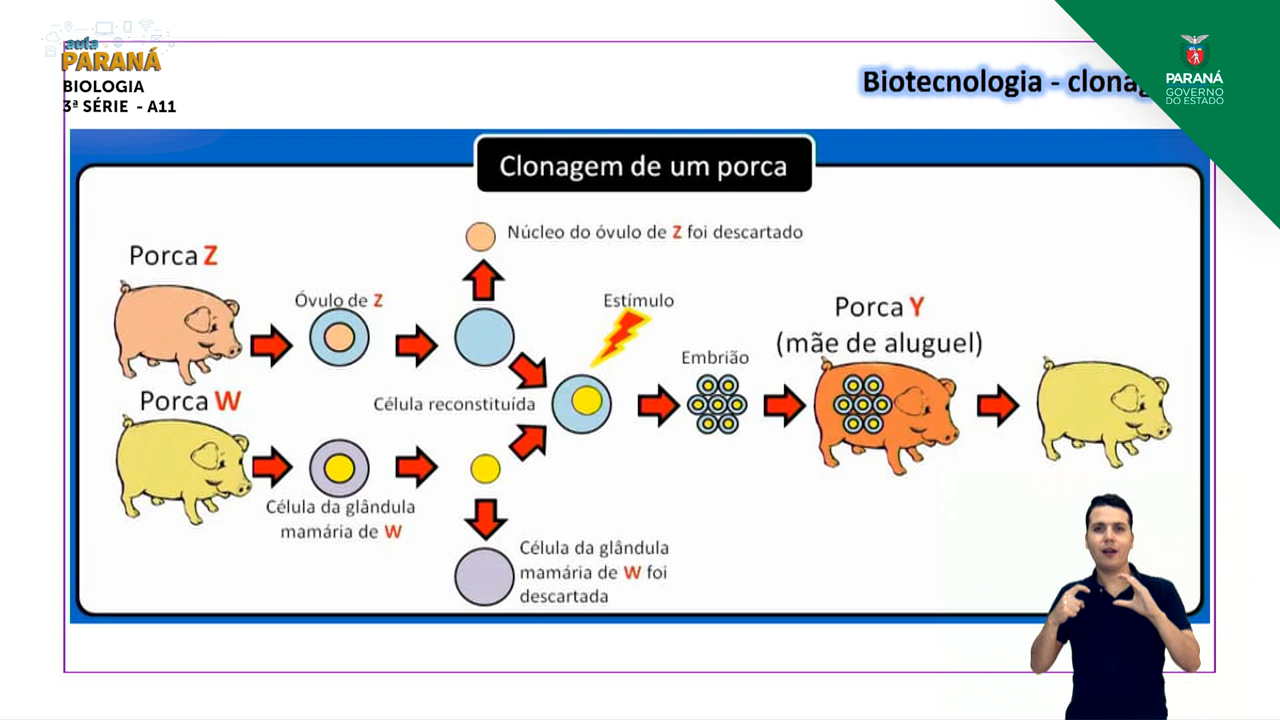 aula
PARANÁ
BIOLOGIA
3ª SÉRIE - A11
Biotecnologia -
PARANÁ
GOVERNO
DO ESTADO
Clonagem de um porca
Núcleo do óvulo de Z foi descartado
Porca Z
Óvulo de Z
Estímulo
Porca Y
(mãe de aluguel)
Embrião
Porca W
Célula reconstituída
Célula da glândula
mamária de W
Célula da glândula
mamária de W foi
descartada